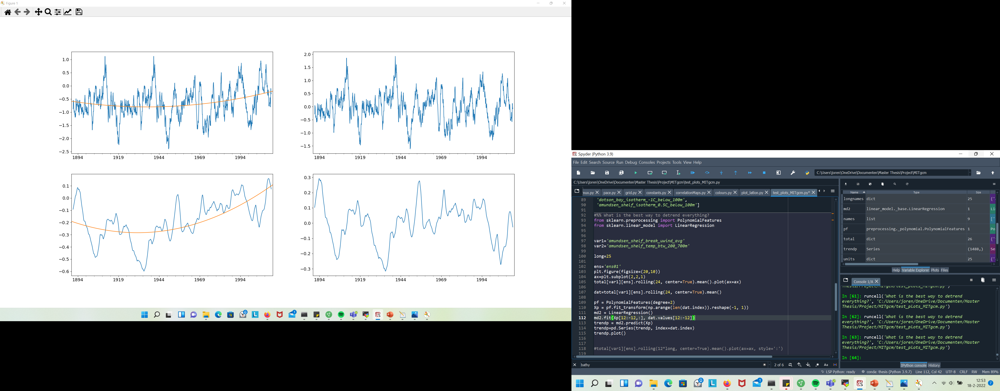 Figure 1
1.0
0.5
0.0
−0.5
−1.0
−1.5
−2.0
−2.5
1894 1919 1944 1969 1994
2.0
1.5
1.0
0.5
0.0
−0.5
−1.0
−1.5
1894 1919 1944 1969 1994
0.1
0.0
−0.1
−0.2
−0.3
−0.4
−0.5
−0.6
1894 1919 1944 1969 1994
0.3
0.2
0.1
0.0
−0.1
−0.2
−0.3
1894 1919 1944 1969 1994
Spyder (Python 3.9)
File Edit Search Source Run Debug Consoles Projects Tools View Help
C:\Users\joren\OneDrive\Documenten\Master Thesis\Project\MITgcm
C:\Users\joren\OneDrive\Documenten\Master Thesis\Project\MITgcm\test_plots_MITgcm.py
nux.py pace.py grid.py constants.py correlationMaps.py colours.py plot_latlon.py test_plots_MITgcm.py*
89 'dotson_bay_isotherm_-1C_below_100m',
90 'amundsen_shelf_isotherm_0.5C_below_100m']
91
92 #%% What is the best way to detrend everything?
93 from sklearn.preprocessing import PolynomialFeatures
94 from sklearn.linear_model import LinearRegression
95
96
97 var1='amundsen_shelf_break_uwind_avg'
98 var2='amundsen_shelf_temp_btw_200_700m'
99
100 long=25
101
102 ens='ens01'
103 plt.figure(figsize=(20,10))
104 ax=plt.subplot(2,2,1)
105 total[var1][ens].rolling(24, center=True).mean().plot(ax=ax)
106
107 dat=total[var1][ens].rolling(24, center=True).mean()
108
109 pf = PolynomialFeatures(degree=2)
110 Xp = pf.fit_transform(np.arange(len(dat.index)).reshape(-1, 1))
111 md2 = LinearRegression()
112 md2.fit(Xp[12:-12,:], dat.values[12:-12])
113 trendp = md2.predict(Xp)
114 trendp=pd.Series(trendp, index=dat.index)
115 trendp.plot()
116
117
118 #total[var1][ens].rolling(12*long, center=True).mean().plot(ax=ax, style=':')
119
bathy
2 of 6
Aa
Name Type Size
longnames dict 25 {'
md2 linear_model._base.LinearRegression 1 Li
names list 9 ['
pf preprocessing._polynomial.PolynomialFeatures 1 Po
total dict 26 {'
trendp Series (1488,) Se
units dict 25 {'
Help Variable Explorer Plots Files
Console 1/A
Thesis/Project/MITgcm/test_plots_MITgcm.py')
In [61]: runcell('What is the best way to detrend
everything?', 'C:/Users/joren/OneDrive/Documenten/Master
Thesis/Project/MITgcm/test_plots_MITgcm.py')
In [62]: runcell('What is the best way to detrend
everything?', 'C:/Users/joren/OneDrive/Documenten/Master
Thesis/Project/MITgcm/test_plots_MITgcm.py')
In [63]: runcell('What is the best way to detrend
everything?', 'C:/Users/joren/OneDrive/Documenten/Master
Thesis/Project/MITgcm/test_plots_MITgcm.py')
In [64]:
IPython console History
LSP Python: ready conda: thesis (Python 3.9.7) Line 112, Col 42 UTF-8 CRLF RW Mem 89%
12:53
18-2-2022
7